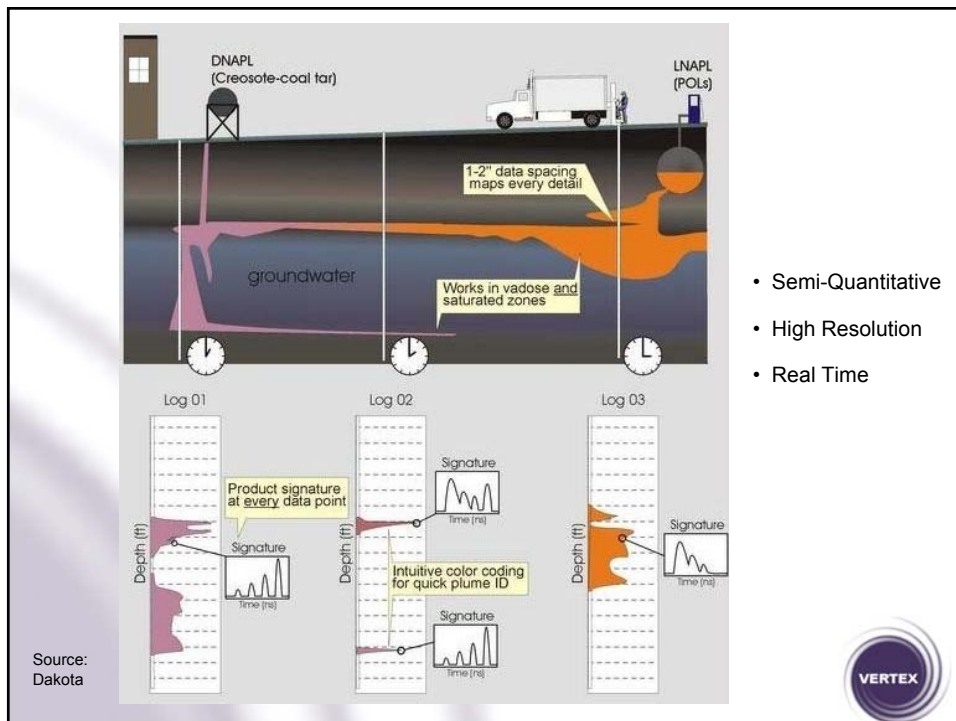 DNAPL
(Creosote-coal tar)
LNAPL
(POLs)
1-2" data spacing
maps every detail
groundwater
Works in vadose and
saturated zones
• Semi-Quantitative
• High Resolution
• Real Time
Log 01
Log 02
Log 03
Depth (ft)
Product signature
at every data point
Signature
Time (ns)
Depth (ft)
Signature
Time (ns)
Intuitive color coding
for quick plume ID
Signature
Time (ns)
Depth (ft)
Signature
Time (ns)
Source:
Dakota
VERTEX